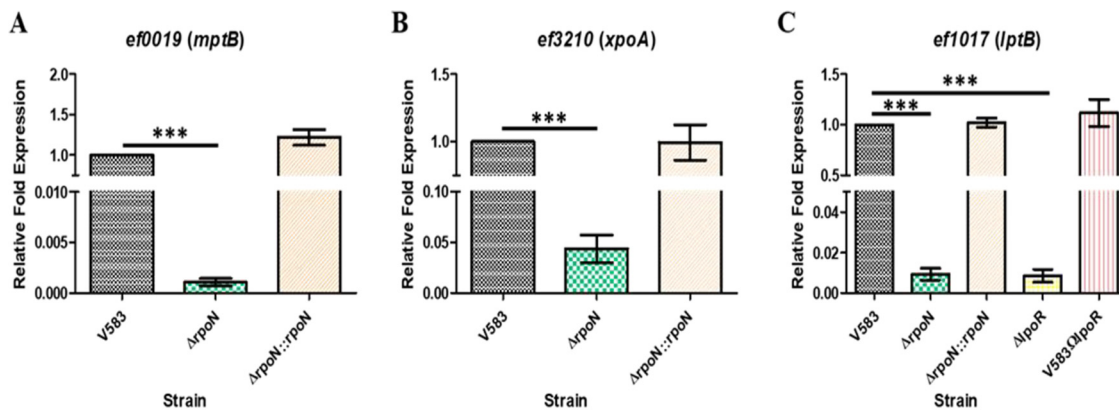 A
ef0019 (mptB)
Relative Fold Expression
2.0
1.5
1.0
0.010
0.005
0.000
***
V583
ΔrpoN
ΔrpoN::rpoN
Strain
B
ef3210 (xpoA)
Relative Fold Expression
1.5
1.0
0.10
0.05
0.00
***
V583
ΔrpoN
ΔrpoN::rpoN
Strain
C
ef1017 (lptB)
Relative Fold Expression
1.5
1.0
0.5
0.04
0.02
0.00
***
***
V583
ΔrpoN
ΔrpoN::rpoN
ΔlpoR
V583ΩlpoR
Strain